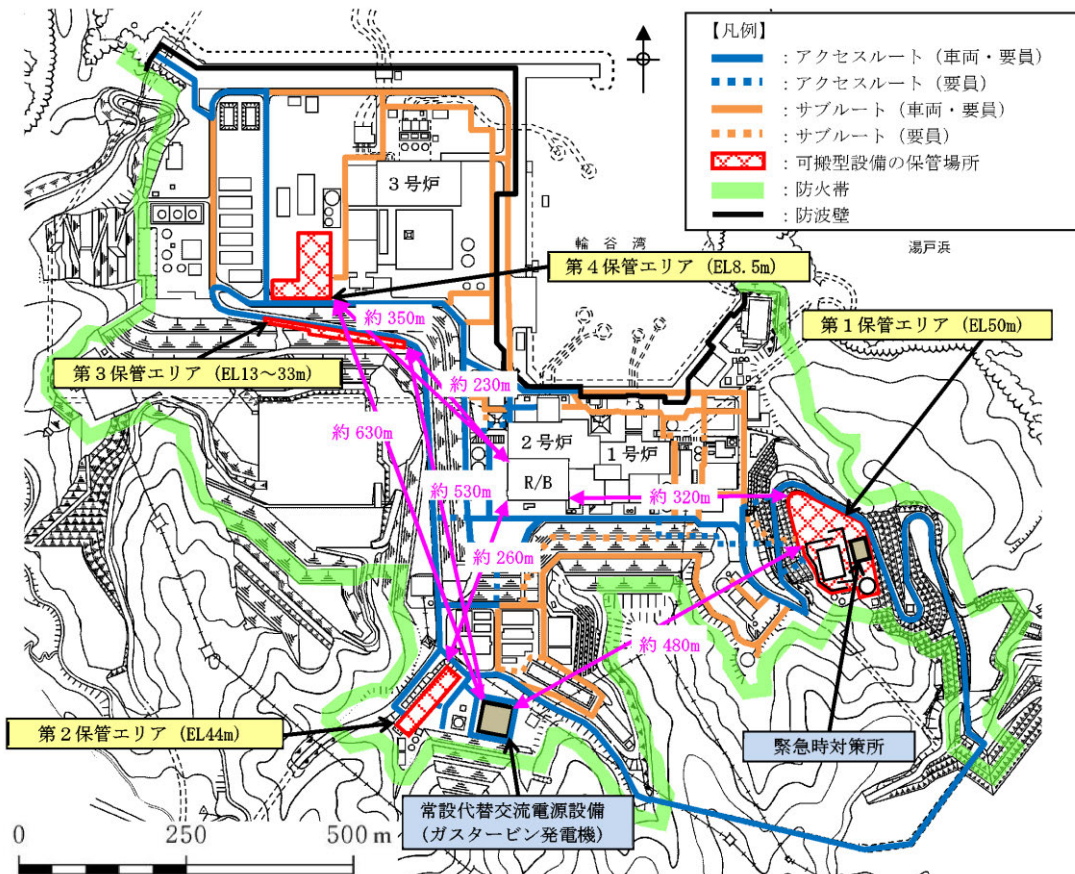 【凡例】
：アクセスルート（車両・要員）
：アクセスルート（要員）
：サブルート（車両・要員）
：サブルート（要員）
：可搬型設備の保管場所
：防火帯
：防波壁
3号炉
輪谷湾
湯戸浜
第4保管エリア（EL8.5m）
約350m
第1保管エリア（EL50m）
第3保管エリア（EL13～33m）
約230m
約630m
2号炉
1号炉
R/B
約530m
約320m
約260m
約480m
第2保管エリア（EL44m）
緊急時対策所
常設代替交流電源設備
（ガスタービン発電機）
0 250 500 m